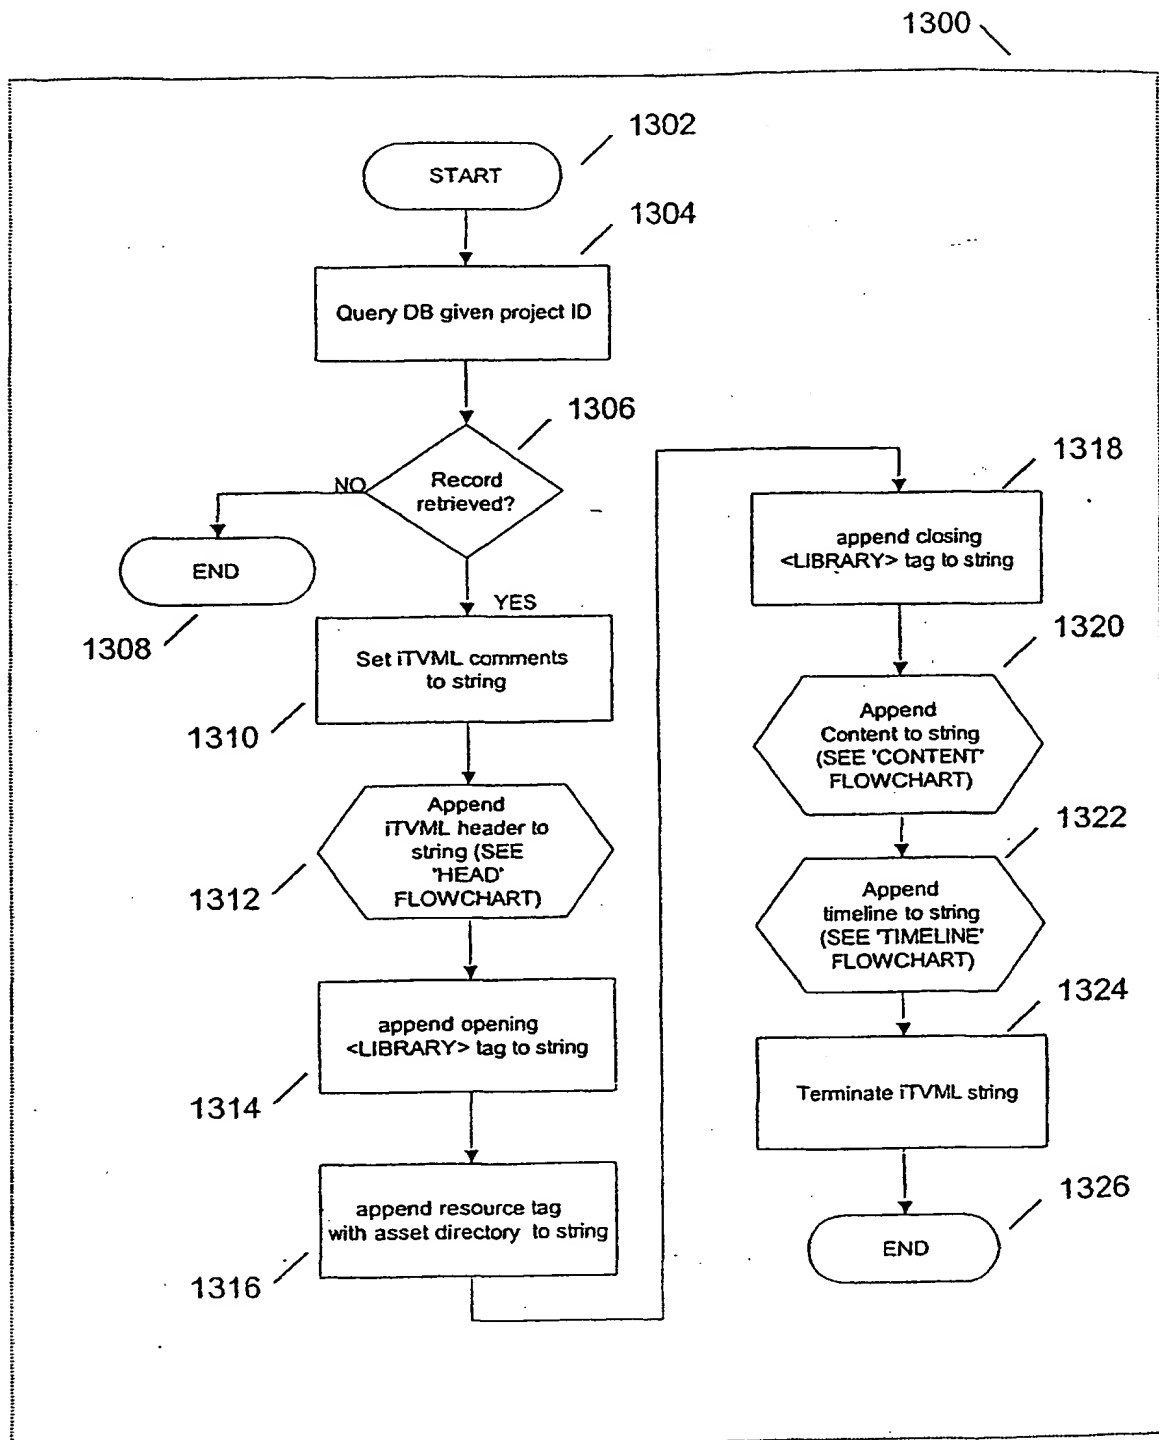 1300
1302
START
1304
Query DB given project ID
1306
Record
retrieved?
NO
END
1308
YES
Set iTVML comments
to string
1310
Append
iTVML header to
string (SEE
'HEAD'
FLOWCHART)
1312
append opening
<LIBRARY> tag to string
1314
append resource tag
with asset directory to string
1316
1318
append closing
<LIBRARY> tag to string
1320
Append
Content to string
(SEE 'CONTENT'
FLOWCHART)
1322
Append
timeline to string
(SEE 'TIMELINE'
FLOWCHART)
1324
Terminate iTVML string
1326
END